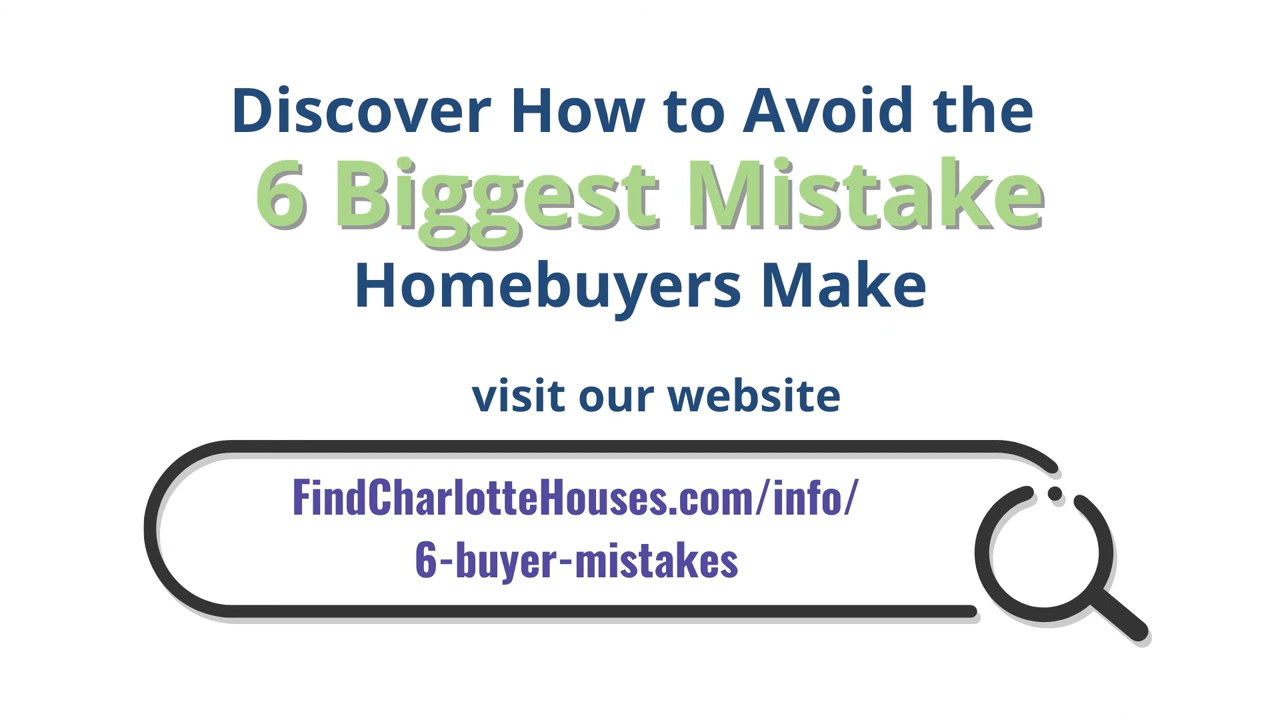 Discover How to Avoid the
6 Biggest Mistake
Homebuyers Make
visit our website
FindCharlotteHouses.com/info/
6-buyer-mistakes